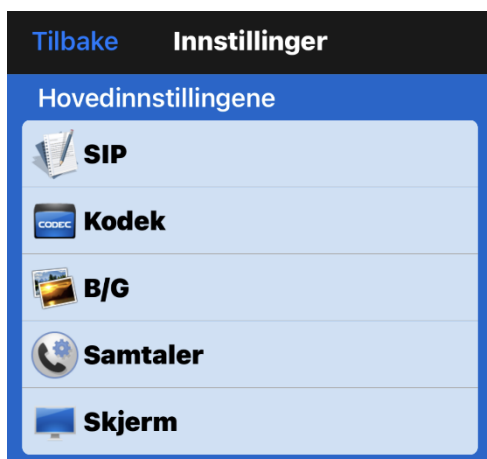 Tilbake Innstillinger
Hovedinnstillingene
SIP
CODEC Kodek
B/G
Samtaler
Skjerm